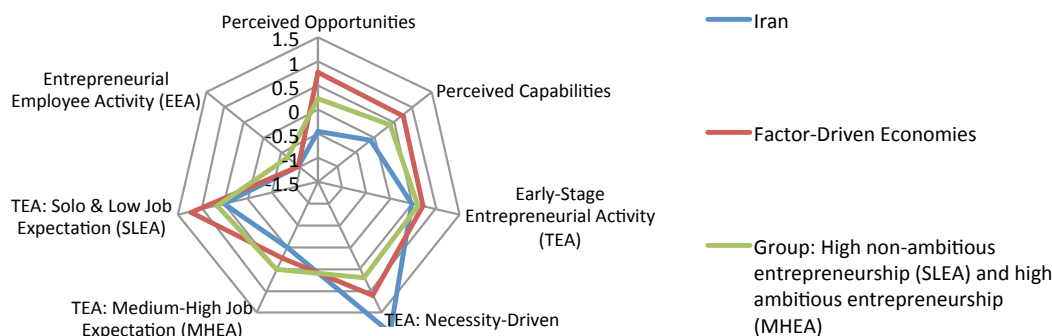 Perceived Opportunities
1.5
1
0.5
0
-0.5
-1
-1.5
Perceived Capabilities
Early-Stage
Entrepreneurial Activity
(TEA)
TEA: Necessity-Driven
TEA: Medium-High Job
Expectation (MHEA)
TEA: Solo & Low Job
Expectation (SLEA)
Entrepreneurial
Employee Activity (EEA)
Iran
Factor-Driven Economies
Group: High non-ambitious
entrepreneurship (SLEA) and high
ambitious entrepreneurship
(MHEA)